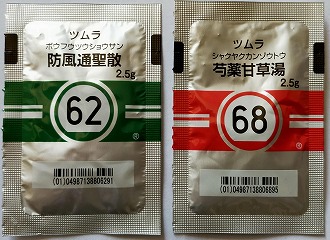 ツムラ
ボウフウツウショウサン
防風通聖散
2.5g
62
®
(01)04987138806291
ツムラ
シャクヤクカンゾウトウ
芍薬甘草湯
2.5g
68
®
(01)04987138806895